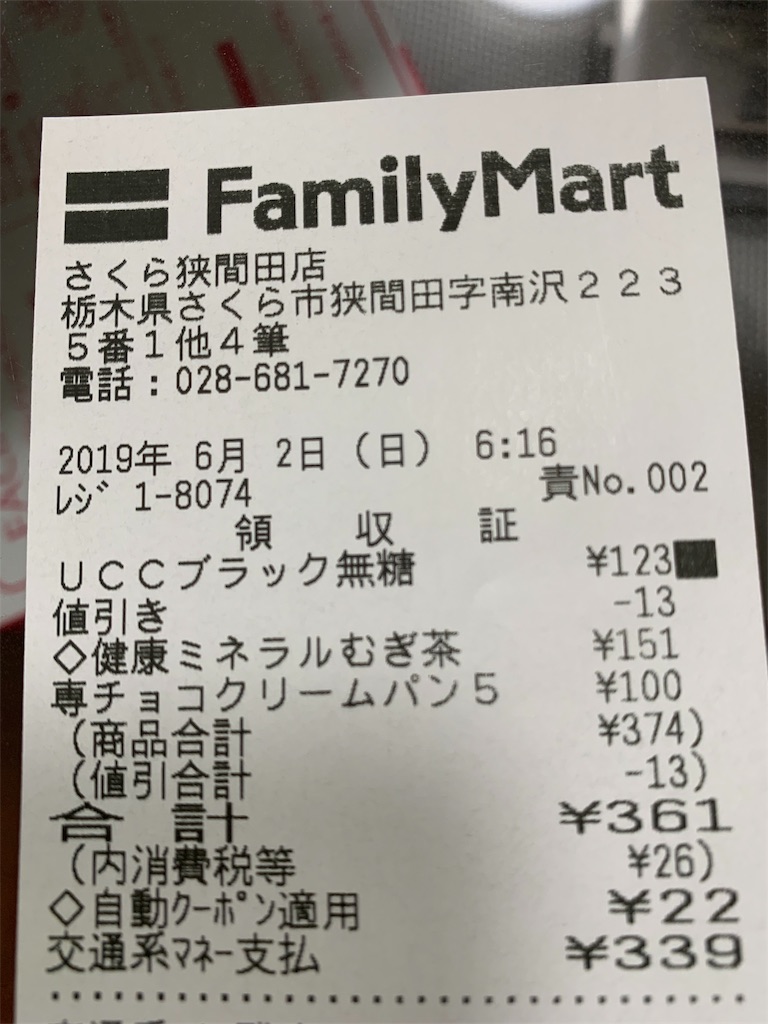 FamilyMart
さくら狭間田店
栃木県さくら市狭間田字南沢２２３
５番１他４筆
電話：028-681-7270
2019年 6月 2日（日） 6:16
ﾚｼﾞ 1-8074 責No.002
領 収 証
ＵＣＣブラック無糖 ¥123
値引き -13
◇健康ミネラルむぎ茶 ¥151
専チョコクリームパン５ ¥100
（商品合計 ¥374）
（値引合計 -13）
合 計 ¥361
（内消費税等 ¥26）
◇自動ｸｰﾎﾟﾝ適用 ¥22
交通系ﾏﾈｰ支払 ¥339